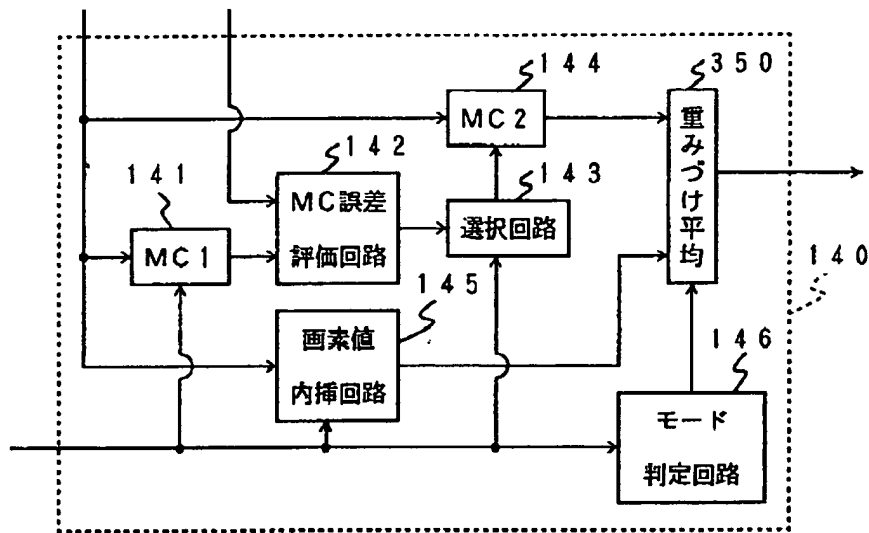 １４４
３５０
ＭＣ２
重みづけ平均
１４２
１４１
１４３
ＭＣ誤差
評価回路
選択回路
ＭＣ１
１４０
１４５
画素値
内挿回路
１４６
モード
判定回路